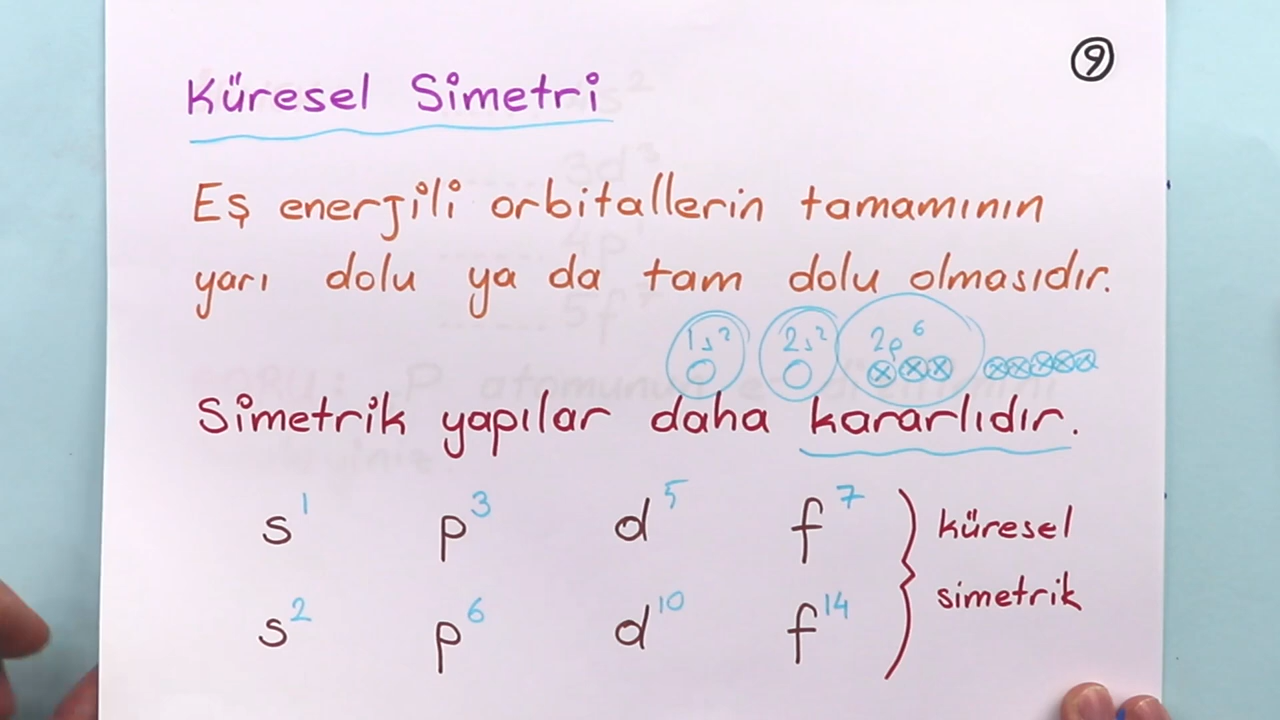 9
Küresel Simetri
Eş enerjili orbitallerin tamamının
yarı dolu ya da tam dolu olmasıdır.
1s² 2s² 2p⁶
Simetrik yapılar daha kararlıdır.
s¹ p³ d⁵ f⁷ küresel
s² p⁶ d¹⁰ f¹⁴ simetrik